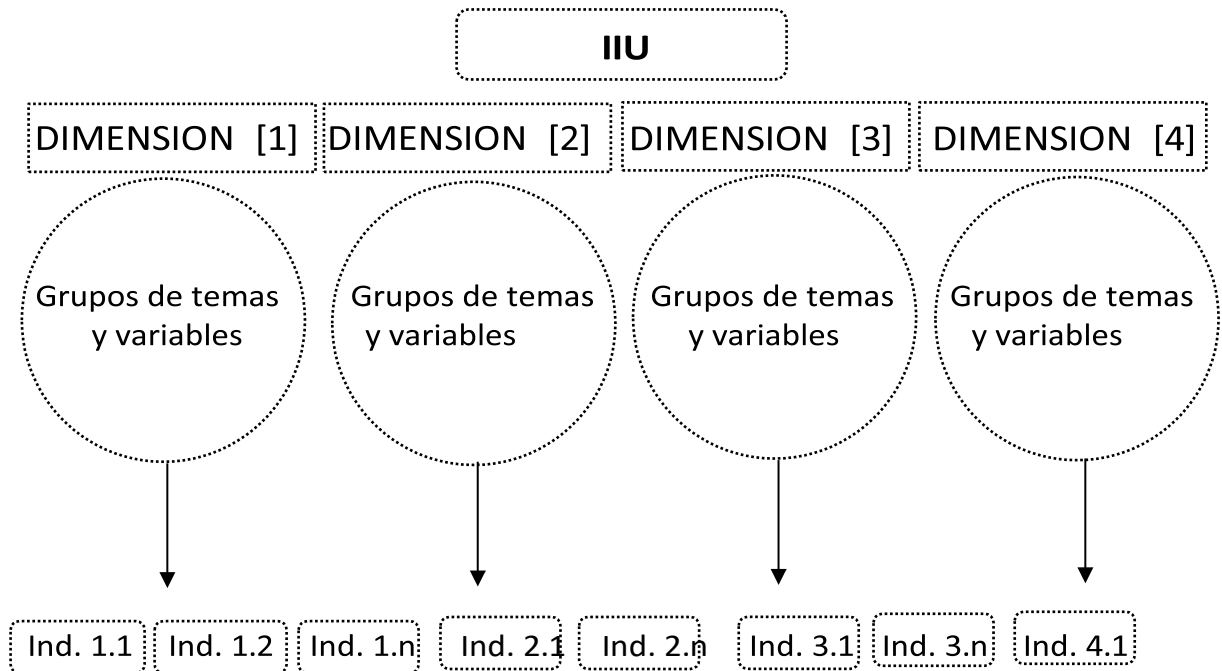 IIU
DIMENSION [1] DIMENSION [2] DIMENSION [3] DIMENSION [4]
Grupos de temas
y variables
Grupos de temas
y variables
Grupos de temas
y variables
Grupos de temas
y variables
Ind. 1.1 Ind. 1.2 Ind. 1.n Ind. 2.1 Ind. 2.n Ind. 3.1 Ind. 3.n Ind. 4.1